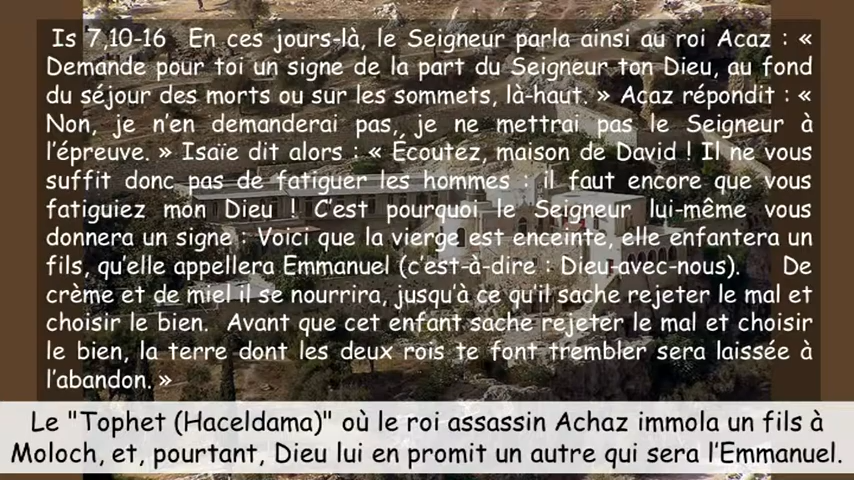 Is 7,10-16 En ces jours-là, le Seigneur parla ainsi au roi Acaz : «
Demande pour toi un signe de la part du Seigneur ton Dieu, au fond
du séjour des morts ou sur les sommets, là-haut. » Acaz répondit : «
Non, je n'en demanderai pas, je ne mettrai pas le Seigneur à
l'épreuve. » Isaïe dit alors : « Écoutez, maison de David ! Il ne vous
suffit donc pas de fatiguer les hommes : il faut encore que vous
fatiguiez mon Dieu ! C'est pourquoi le Seigneur lui-même vous
donnera un signe : Voici que la vierge est enceinte, elle enfantera un
fils, qu'elle appellera Emmanuel (c'est-à-dire : Dieu-avec-nous). De
crème et de miel il se nourrira, jusqu'à ce qu'il sache rejeter le mal et
choisir le bien. Avant que cet enfant sache rejeter le mal et choisir
le bien, la terre dont les deux rois te font trembler sera laissée à
l'abandon. »
Le "Tophet (Haceldama)" où le roi assassin Achaz immola un fils à
Moloch, et, pourtant, Dieu lui en promit un autre qui sera l'Emmanuel.